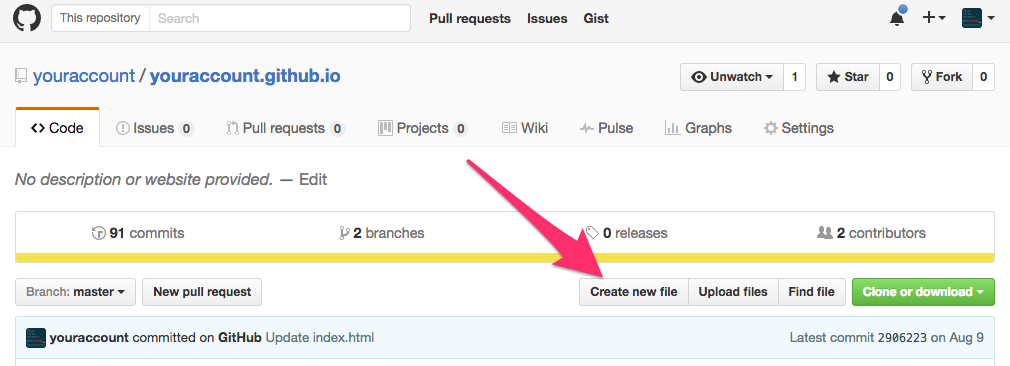 This repository Search Pull requests Issues Gist
youraccount / youraccount.github.io Unwatch 1 Star 0 Fork 0
Code Issues 0 Pull requests 0 Projects 0 Wiki Pulse Graphs Settings
No description or website provided. — Edit
91 commits 2 branches 0 releases 2 contributors
Branch: master New pull request Create new file Upload files Find file Clone or download
youraccount committed on GitHub Update index.html Latest commit 2906223 on Aug 9